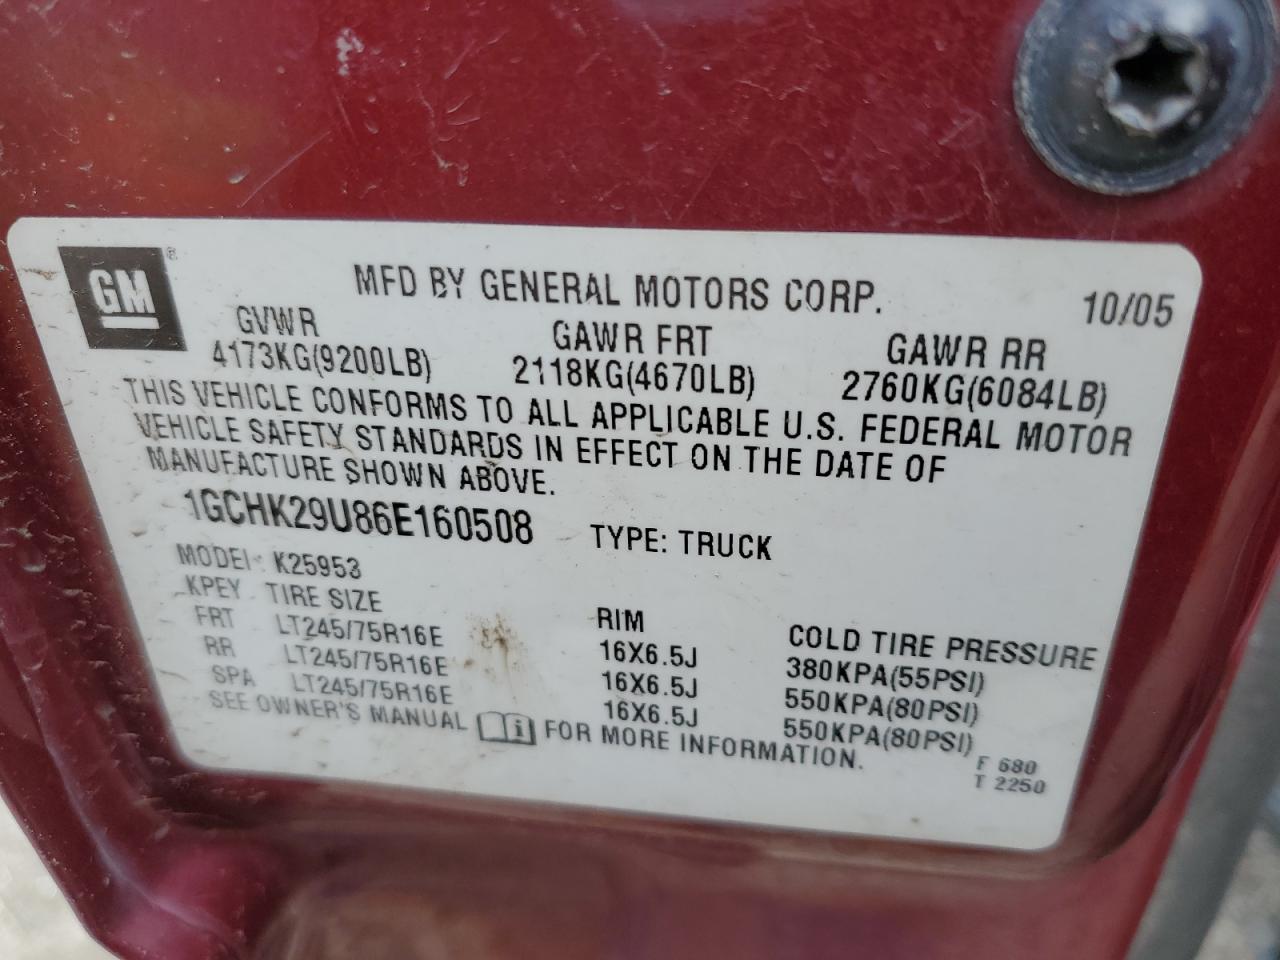 GM ®
MFD BY GENERAL MOTORS CORP. 10/05
GVWR GAWR FRT GAWR RR
4173KG(9200LB) 2118KG(4670LB) 2760KG(6084LB)
THIS VEHICLE CONFORMS TO ALL APPLICABLE U.S. FEDERAL MOTOR
VEHICLE SAFETY STANDARDS IN EFFECT ON THE DATE OF
MANUFACTURE SHOWN ABOVE.
1GCHK29U86E160508 TYPE: TRUCK
MODEL: K25953
KPEY TIRE SIZE RIM COLD TIRE PRESSURE
FRT LT245/75R16E 16X6.5J 380KPA(55PSI)
RR LT245/75R16E 16X6.5J 550KPA(80PSI)
SPA LT245/75R16E 16X6.5J 550KPA(80PSI)
SEE OWNER'S MANUAL i FOR MORE INFORMATION.
F 680
T 2250